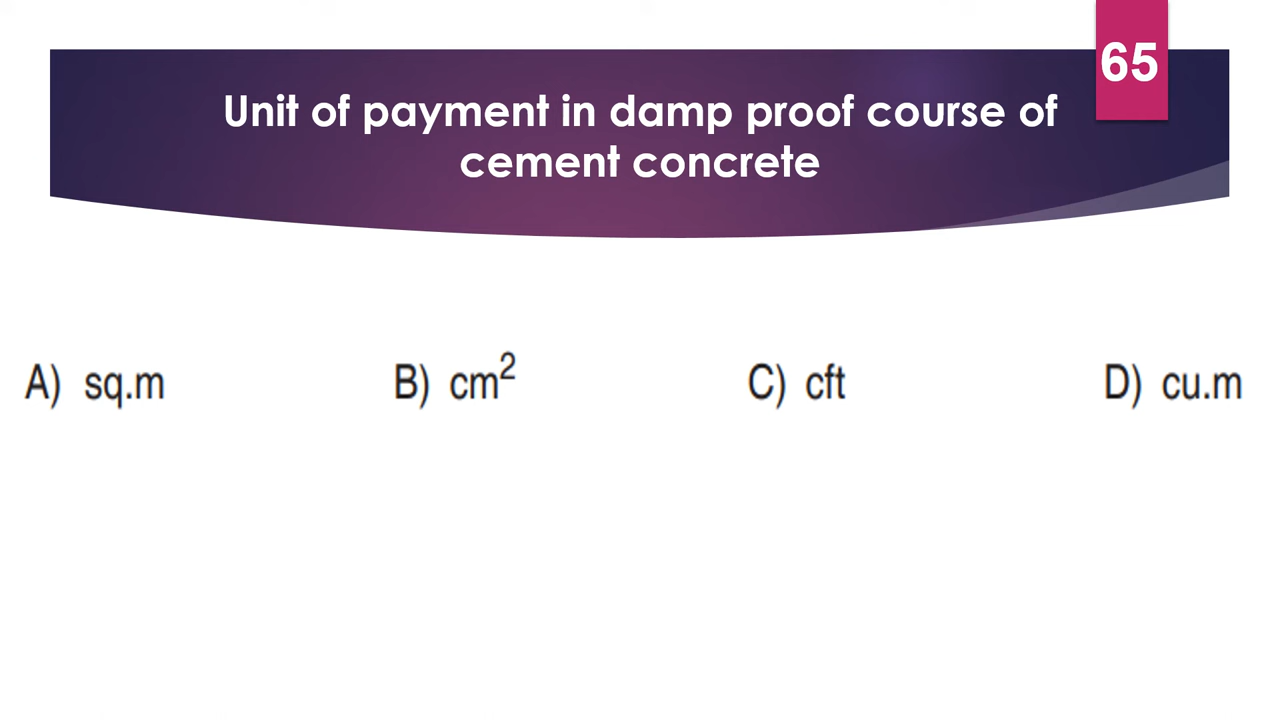 65
Unit of payment in damp proof course of
cement concrete
A) sq.m B) cm² C) cft D) cu.m